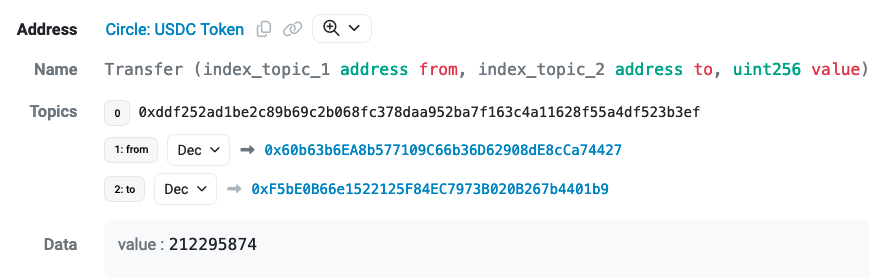 Address Circle: USDC Token
Name Transfer (index_topic_1 address from, index_topic_2 address to, uint256 value)
Topics 0 0xddf252ad1be2c89b69c2b068fc378daa952ba7f163c4a11628f55a4df523b3ef
1: from Dec → 0x60b63b6EA8b577109C66b36D62908dE8cCa74427
2: to Dec → 0xF5bE0B66e1522125F84EC7973B020B267b4401b9
Data value : 212295874